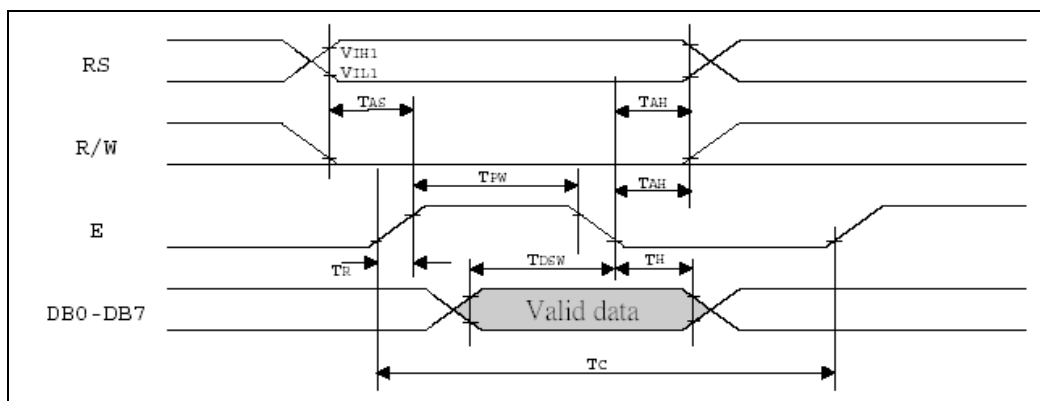 RS
VIH1
VIL1
TAS
TAH
R/W
TPW
TAH
E
TR
TDSW
TH
DB0-DB7
Valid data
TC